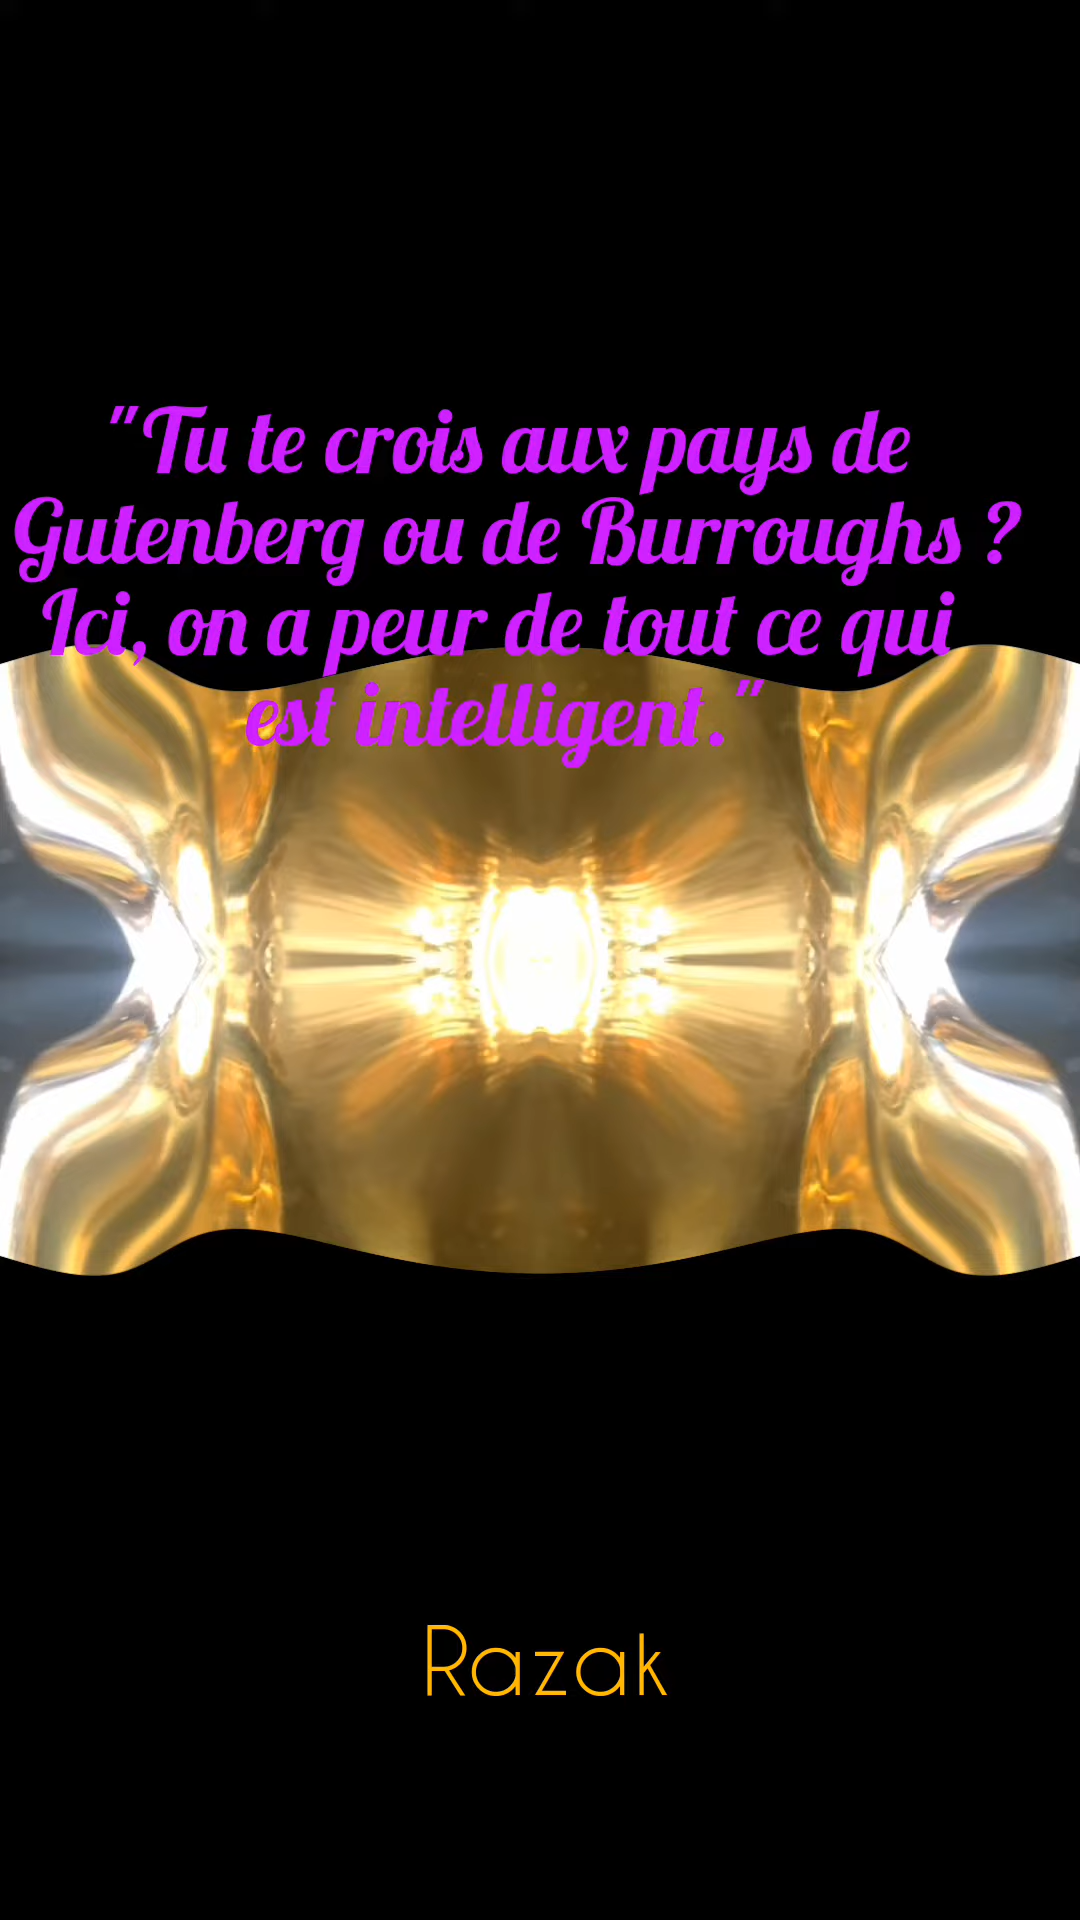 "Tu te crois aux pays de
Gutenberg ou de Burroughs ?
Ici, on a peur de tout ce qui
est intelligent."
Razak